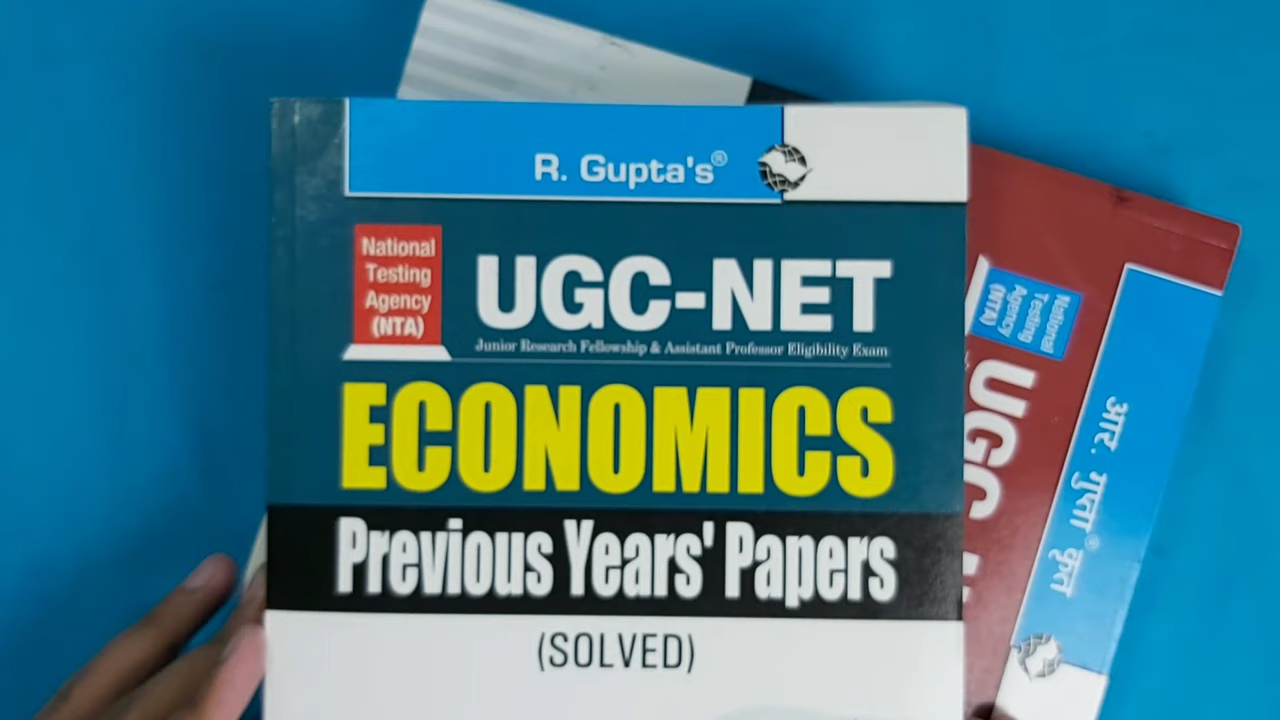 R. Gupta's®
National
Testing
Agency
(NTA)
UGC-NET
Junior Research Fellowship & Assistant Professor Eligibility Exam
ECONOMICS
Previous Years' Papers
(SOLVED)
National
Testing
Agency
(NTA)
UGC
आर. गुप्ता® कृत